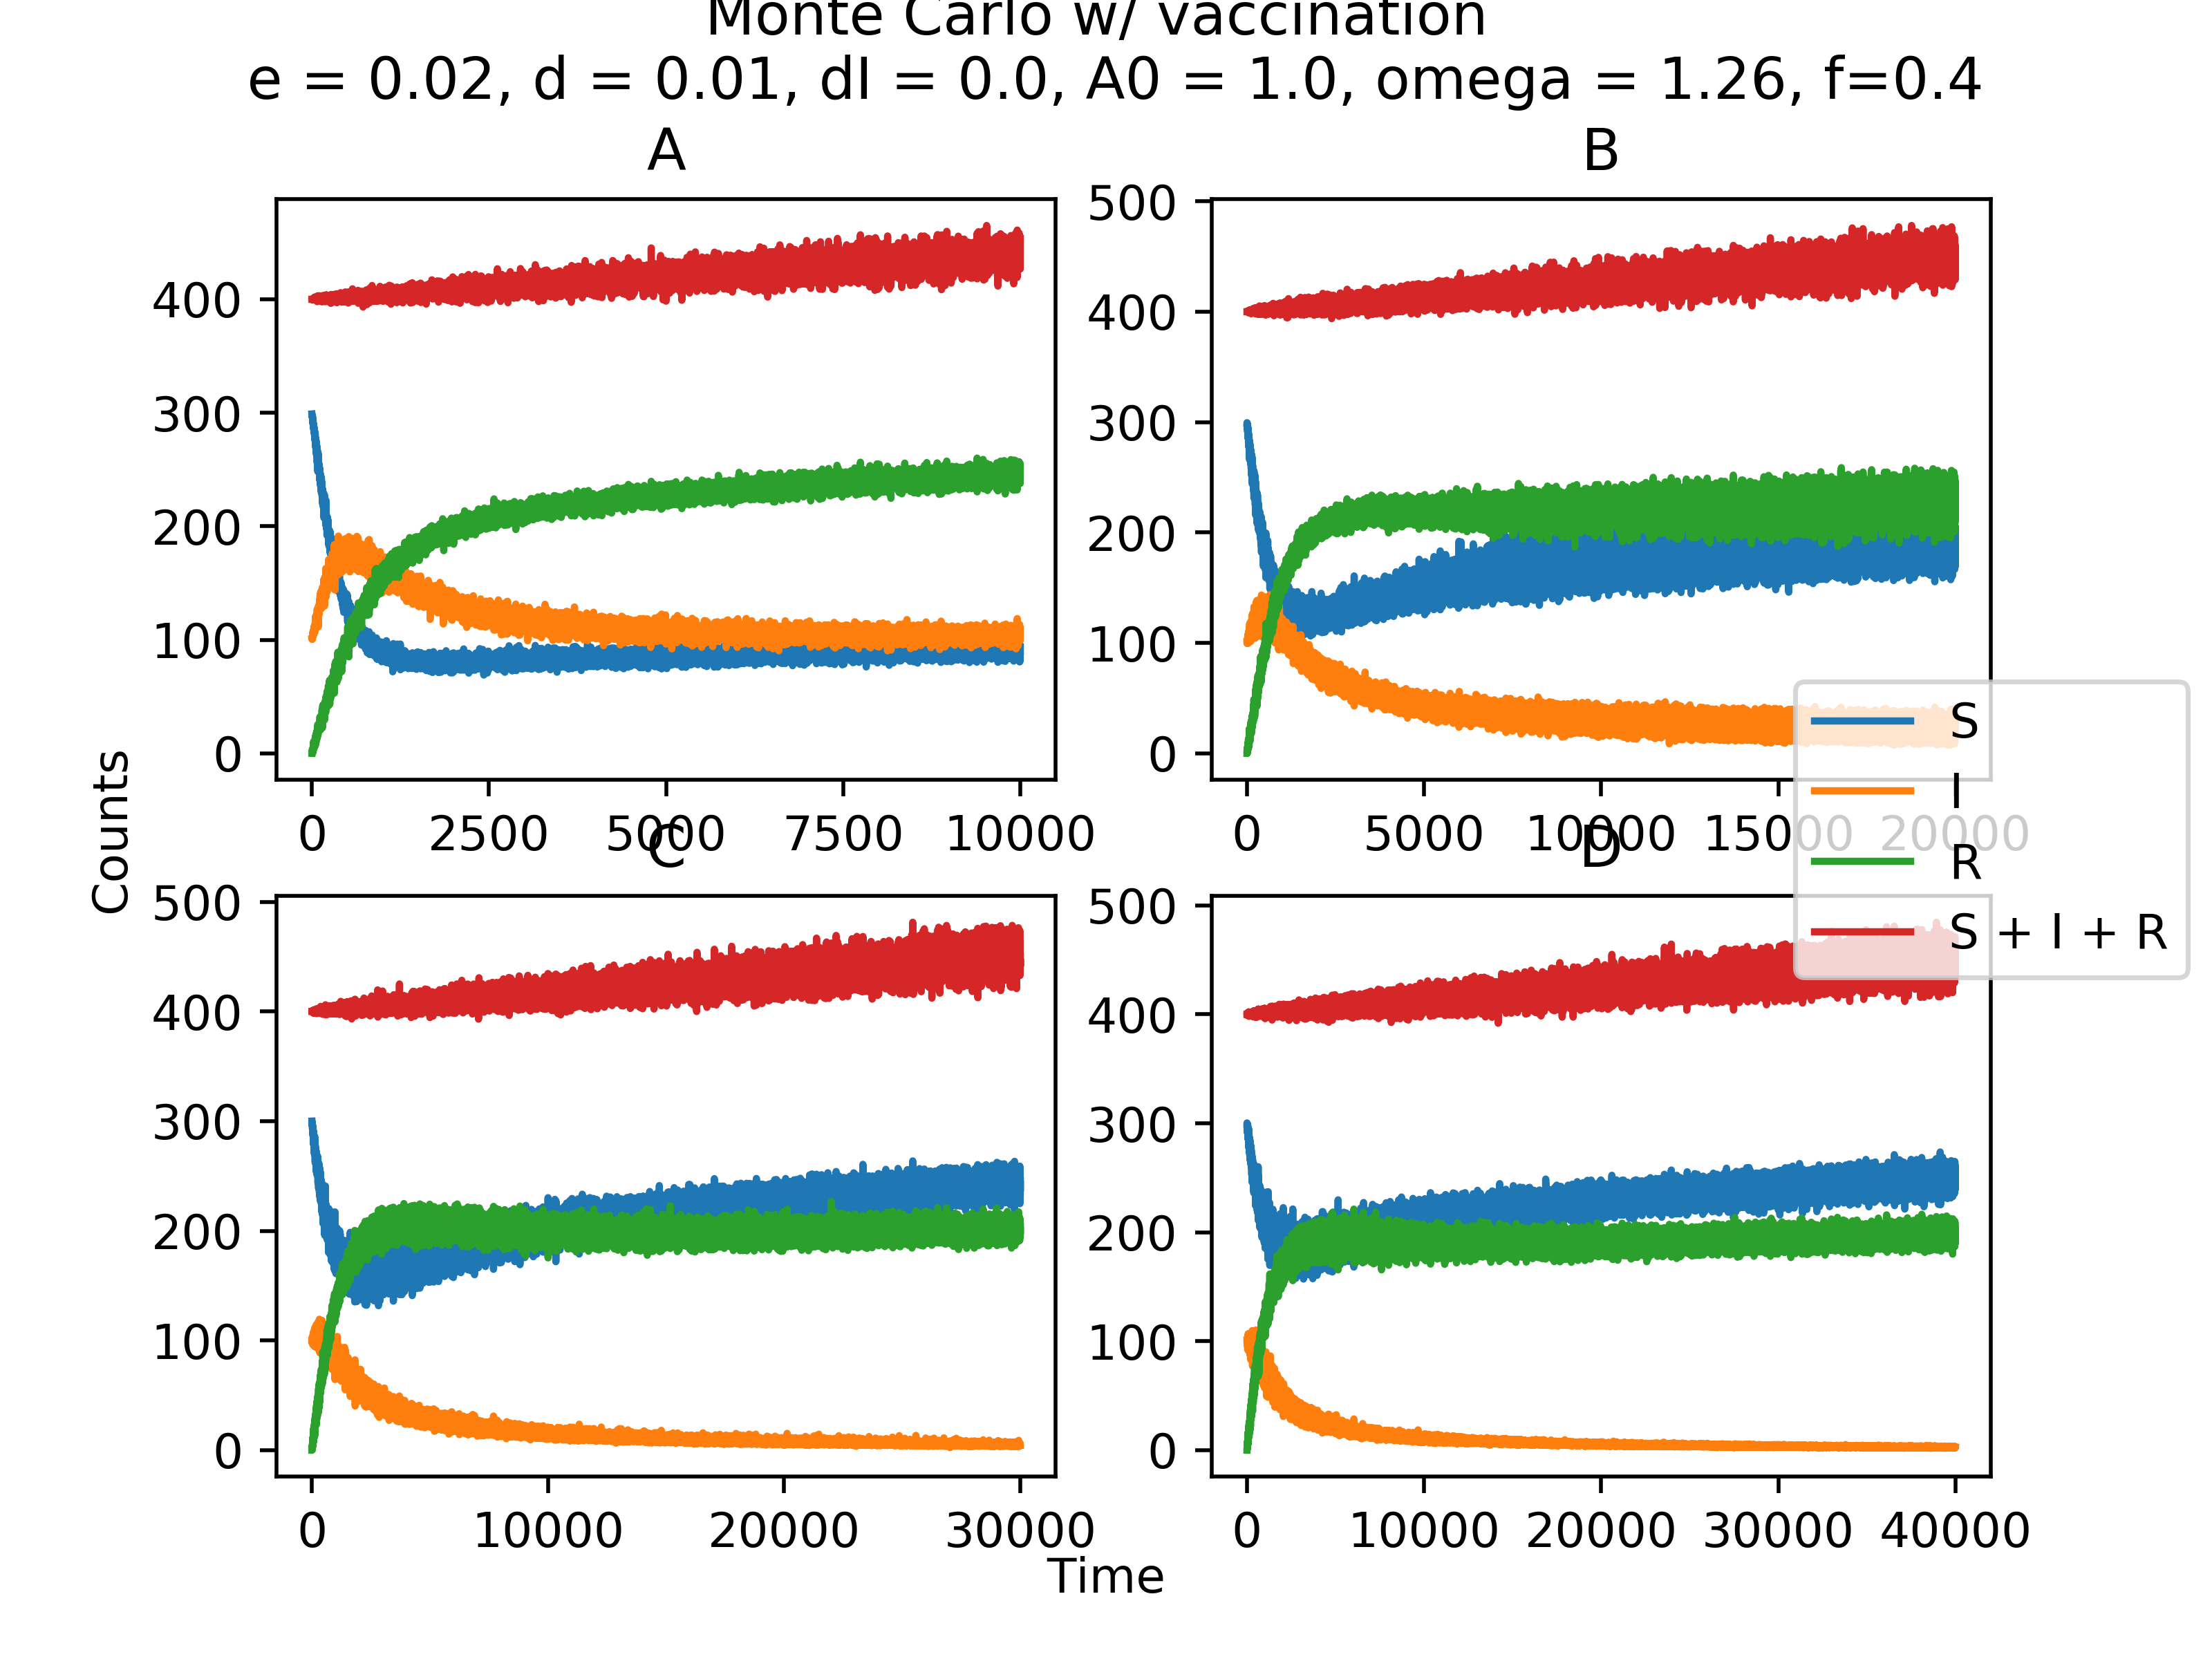 Monte Carlo w/ vaccination
e = 0.02, d = 0.01, dI = 0.0, A0 = 1.0, omega = 1.26, f=0.4
A
400
300
200
100
0
0 2500 5000 7500 10000
B
500
400
300
200
100
0
0 5000 10000 15000 20000
Counts
C
500
400
300
200
100
0
0 10000 20000 30000
D
500
400
300
200
100
0
0 10000 20000 30000 40000
S
I
R
S + I + R
Time